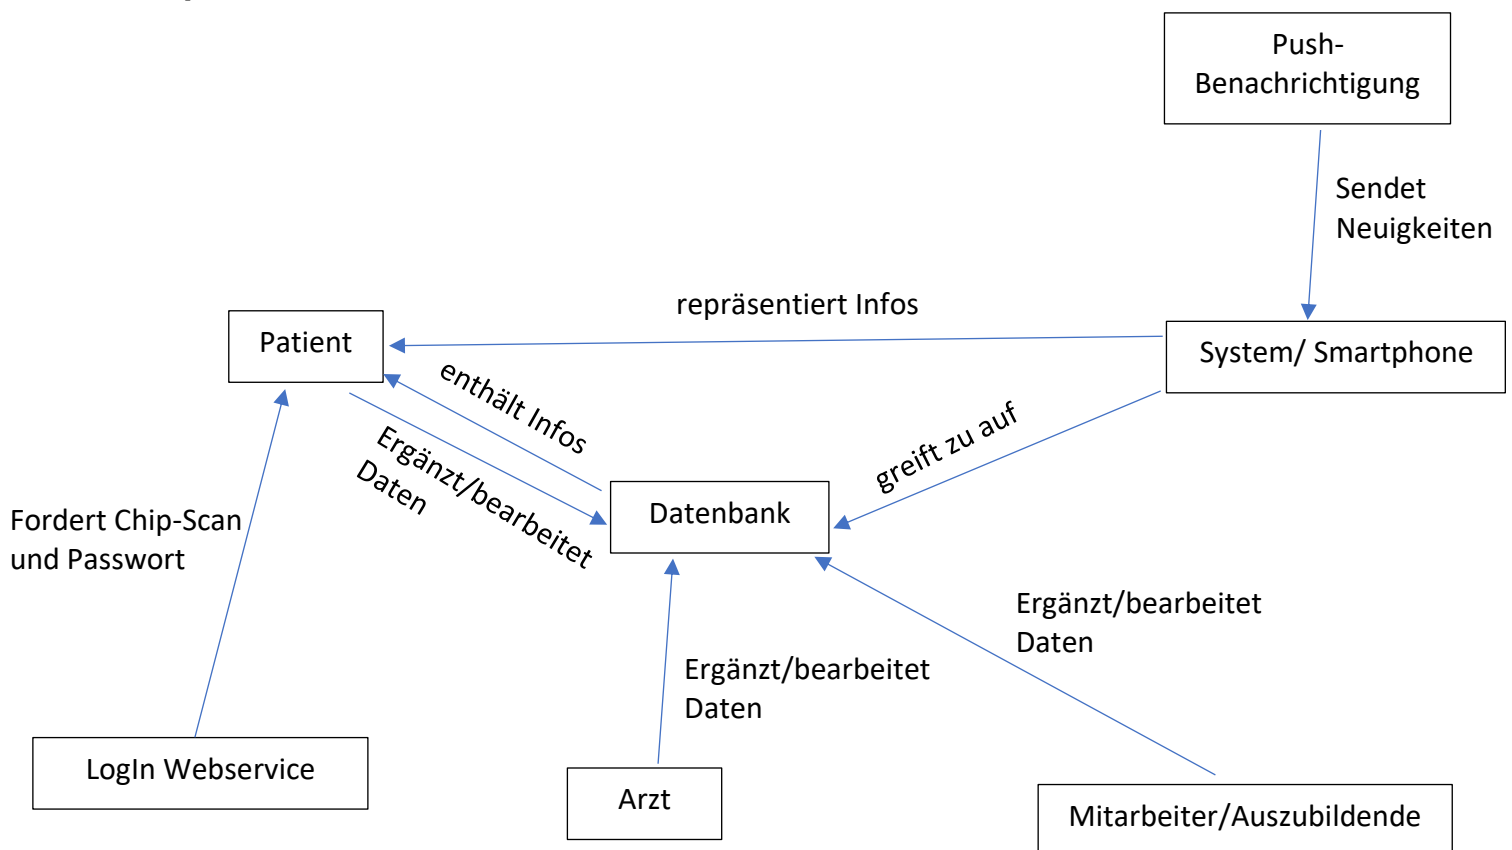 Push-
Benachrichtigung
Sendet
Neuigkeiten
repräsentiert Infos
Patient
System/ Smartphone
enthält Infos
greift zu auf
Ergänzt/bearbeitet
Daten
Datenbank
Fordert Chip-Scan
und Passwort
Ergänzt/bearbeitet
Daten
Ergänzt/bearbeitet
Daten
LogIn Webservice
Arzt
Mitarbeiter/Auszubildende